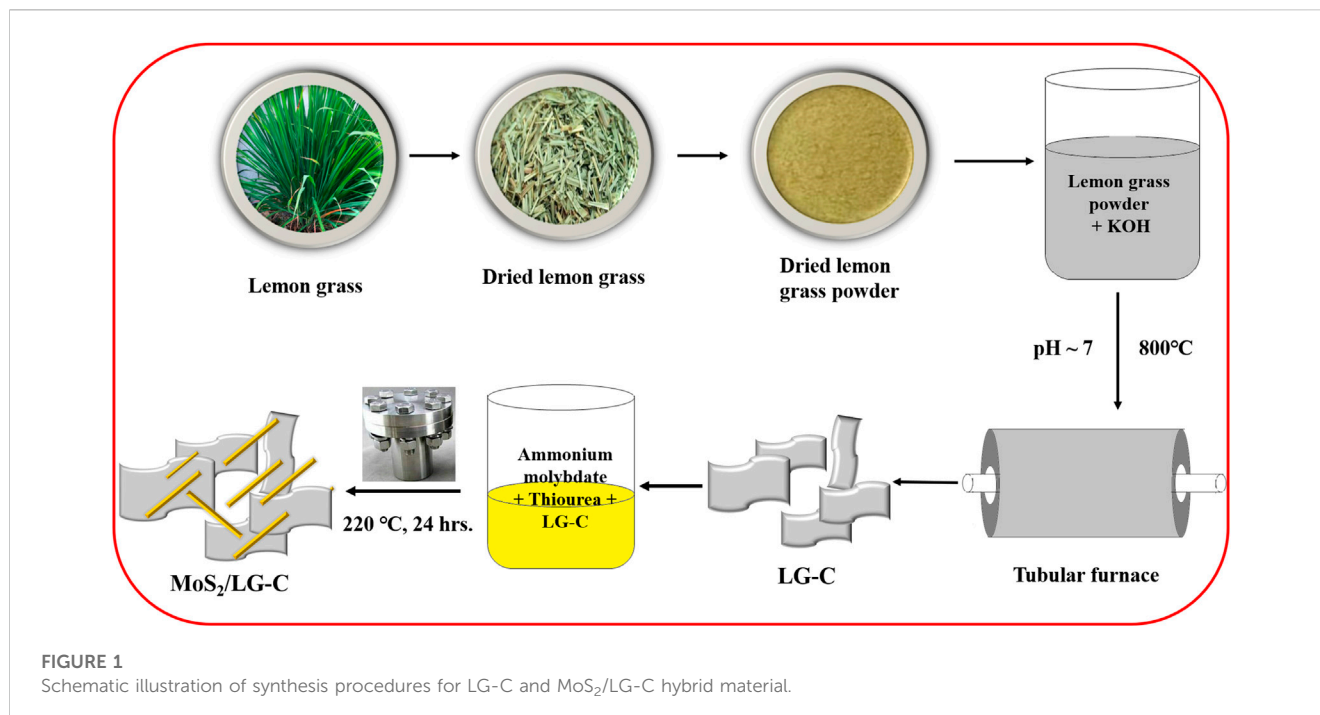 Lemon grass
Dried lemon grass
Dried lemon
grass powder
Lemon grass
powder
+ KOH
pH ~ 7
800°C
Tubular furnace
LG-C
Ammonium
molybdate
+ Thiourea +
LG-C
220 °C, 24 hrs.
MoS₂/LG-C
FIGURE 1
Schematic illustration of synthesis procedures for LG-C and MoS₂/LG-C hybrid material.